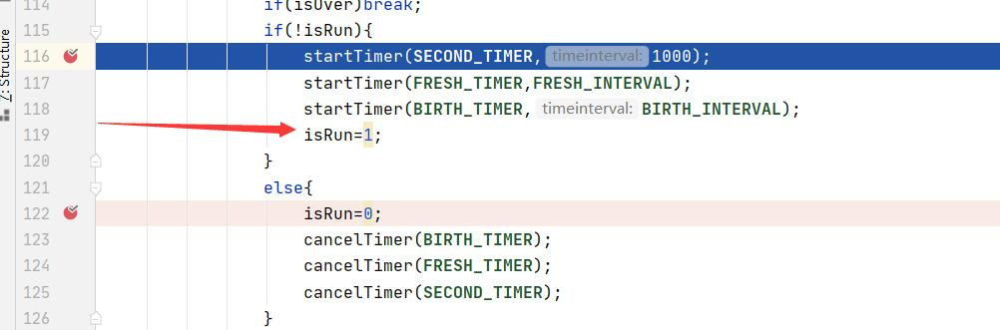 114 if(isOver)break;
115 if(!isRun){
116 startTimer(SECOND_TIMER, timeinterval: 1000);
117 startTimer(FRESH_TIMER,FRESH_INTERVAL);
118 startTimer(BIRTH_TIMER, timeinterval: BIRTH_INTERVAL);
119 isRun=1;
120 }
121 else{
122 isRun=0;
123 cancelTimer(BIRTH_TIMER);
124 cancelTimer(FRESH_TIMER);
125 cancelTimer(SECOND_TIMER);
126 }
Z: Structure